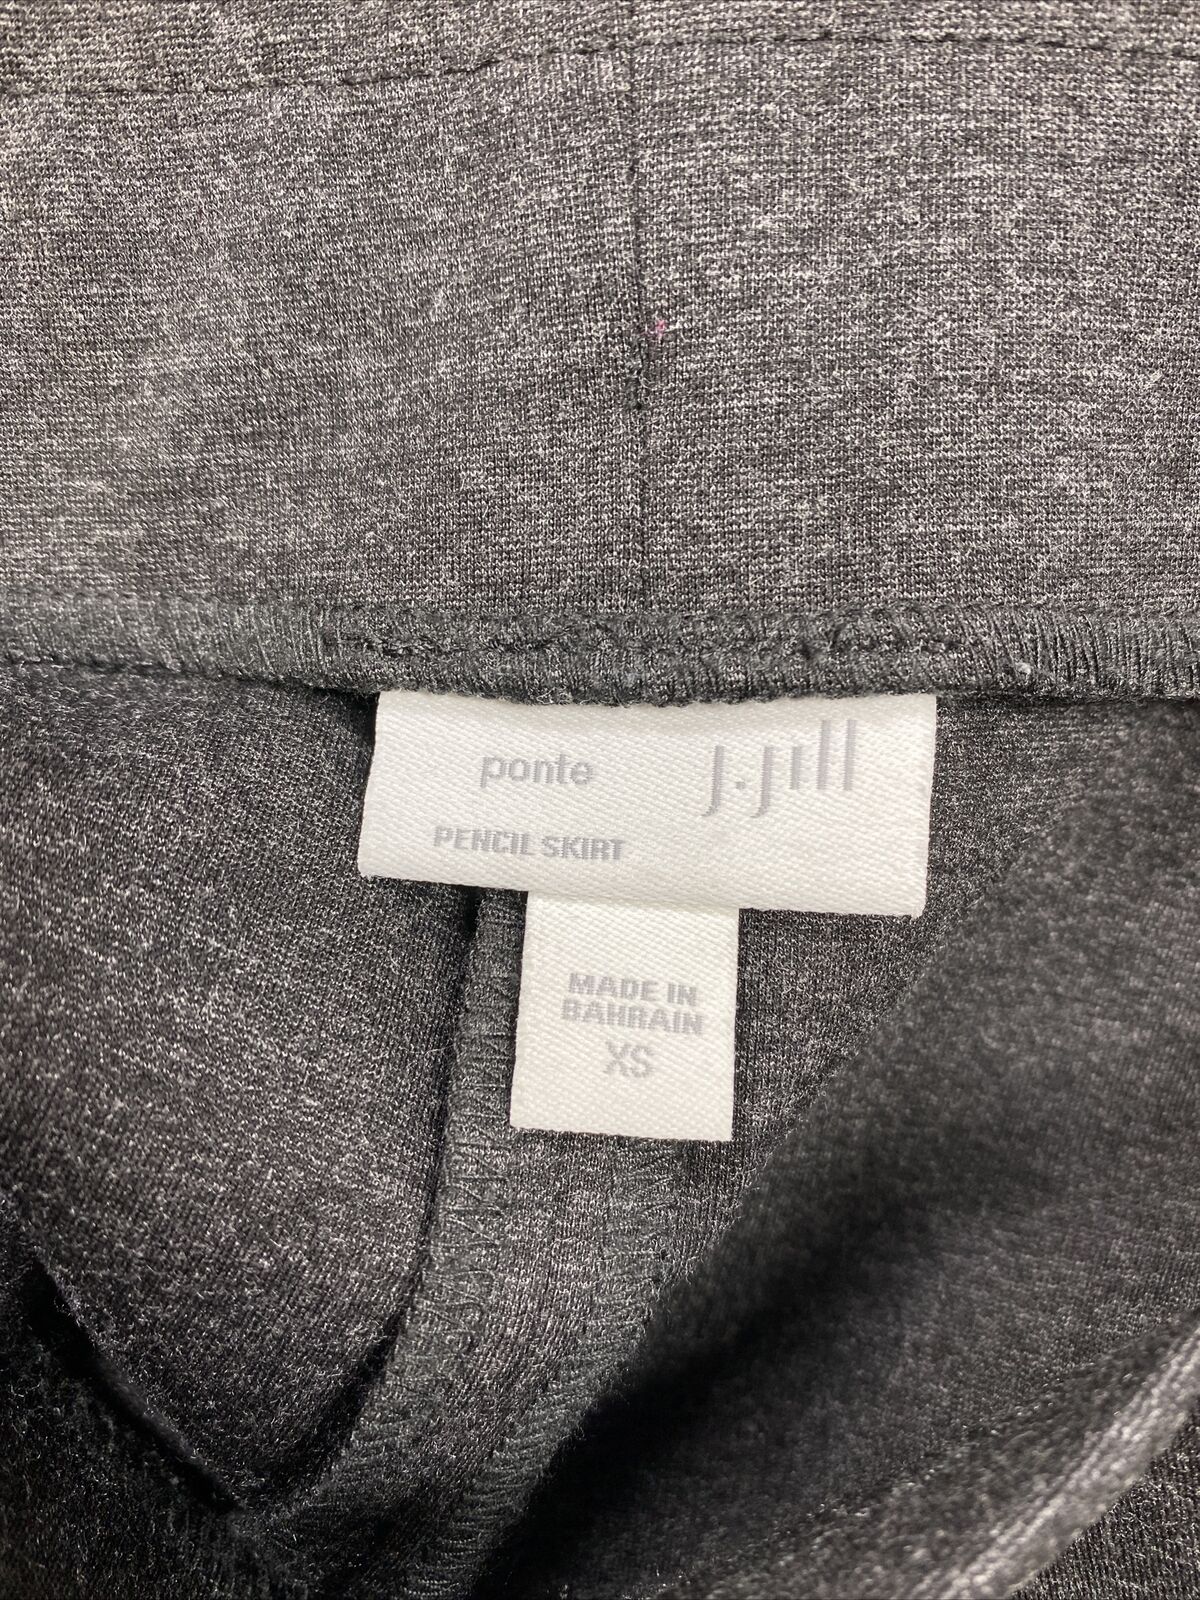 ponte J.Jill
PENCIL SKIRT
MADE IN
BAHRAIN
XS